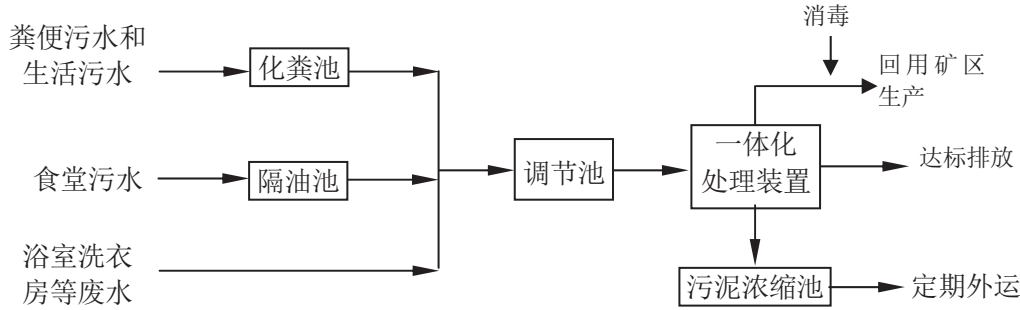 消毒
粪便污水和
生活污水
化粪池
回用矿区
生产
食堂污水
隔油池
调节池
一体化
处理装置
达标排放
浴室洗衣
房等废水
污泥浓缩池
定期外运